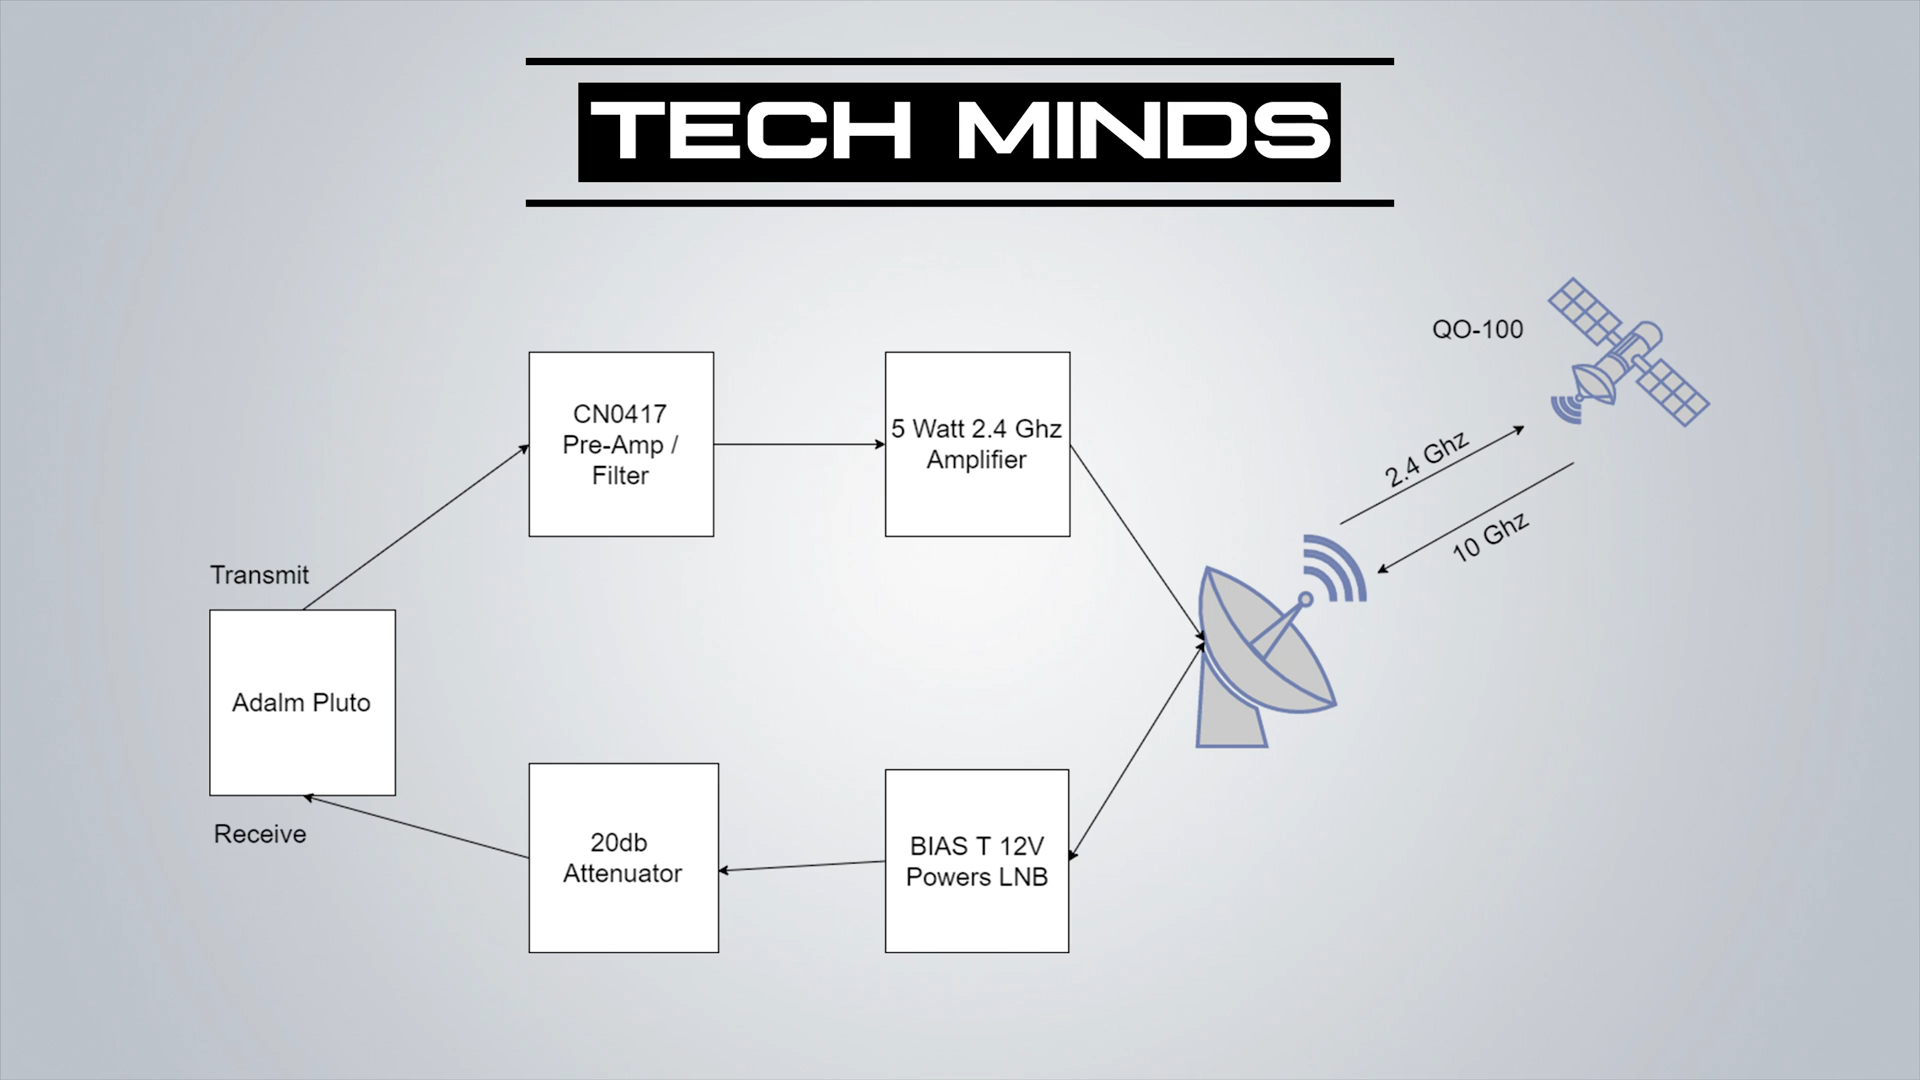 TECH MINDS
QO-100
CN0417
Pre-Amp /
Filter
5 Watt 2.4 Ghz
Amplifier
2.4 Ghz
10 Ghz
Transmit
Adalm Pluto
Receive
20db
Attenuator
BIAS T 12V
Powers LNB